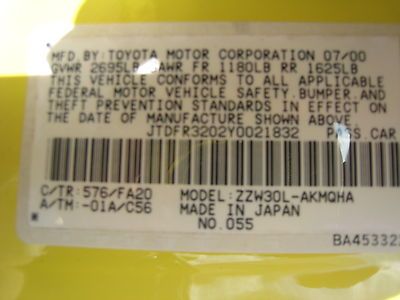 MFD BY: TOYOTA MOTOR CORPORATION 07/00
GVWR 2695LB GAWR FR 1180LB RR 1625LB
THIS VEHICLE CONFORMS TO ALL APPLICABLE
FEDERAL MOTOR VEHICLE SAFETY, BUMPER AND
THEFT PREVENTION STANDARDS IN EFFECT ON
THE DATE OF MANUFACTURE SHOWN ABOVE.
JTDFR3202Y0021832 PASS. CAR
C/TR: 576/FA20 MODEL: ZZW30L-AKMQHA
A/TM: -01A/C56 MADE IN JAPAN
NO. 055